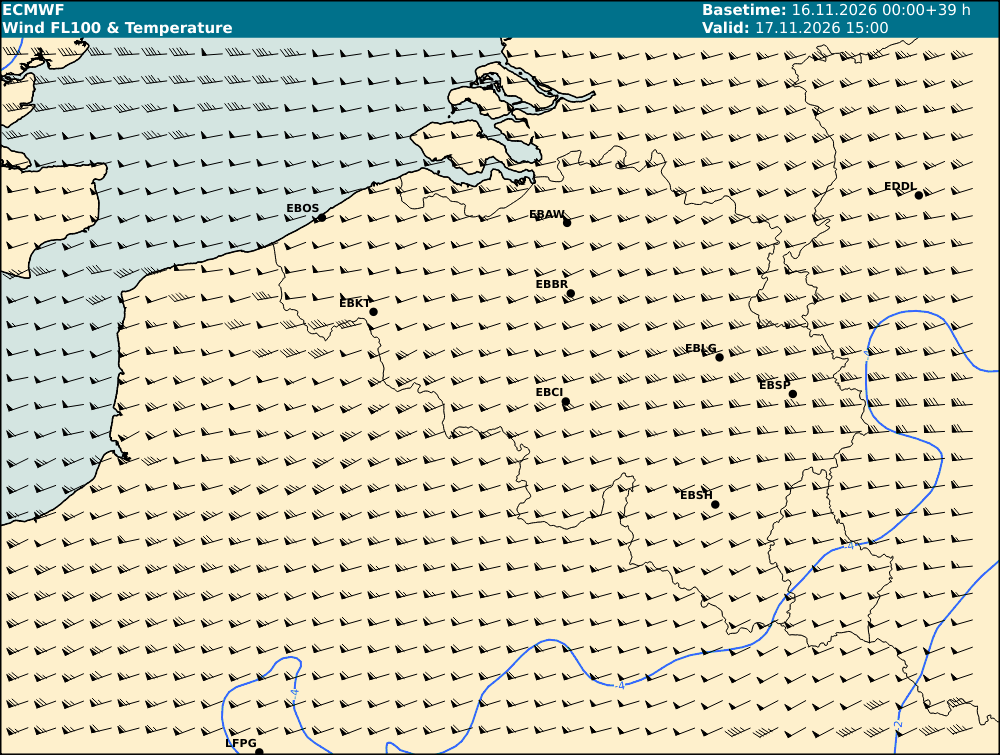 ECMWF
Basetime: 16.11.2026 00:00+39 h
Wind FL100 & Temperature
Valid: 17.11.2026 15:00
EDDL
EBOS
EBAW
EBBR
EBKT
EBLG
EBSP
EBCI
EBSH
-4
-4
-4
-2
LFPG